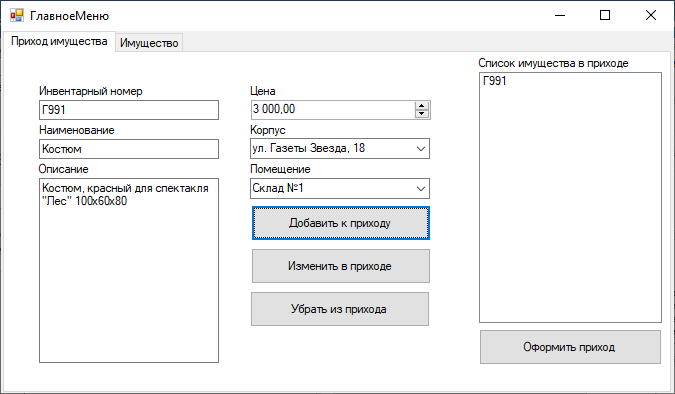 ГлавноеМеню
Приход имущества
Имущество
Инвентарный номер
Г991
Наименование
Костюм
Описание
Костюм, красный для спектакля
"Лес" 100x60x80
Цена
3 000,00
Корпус
ул. Газеты Звезда, 18
Помещение
Склад №1
Добавить к приходу
Изменить в приходе
Убрать из прихода
Список имущества в приходе
Г991
Оформить приход